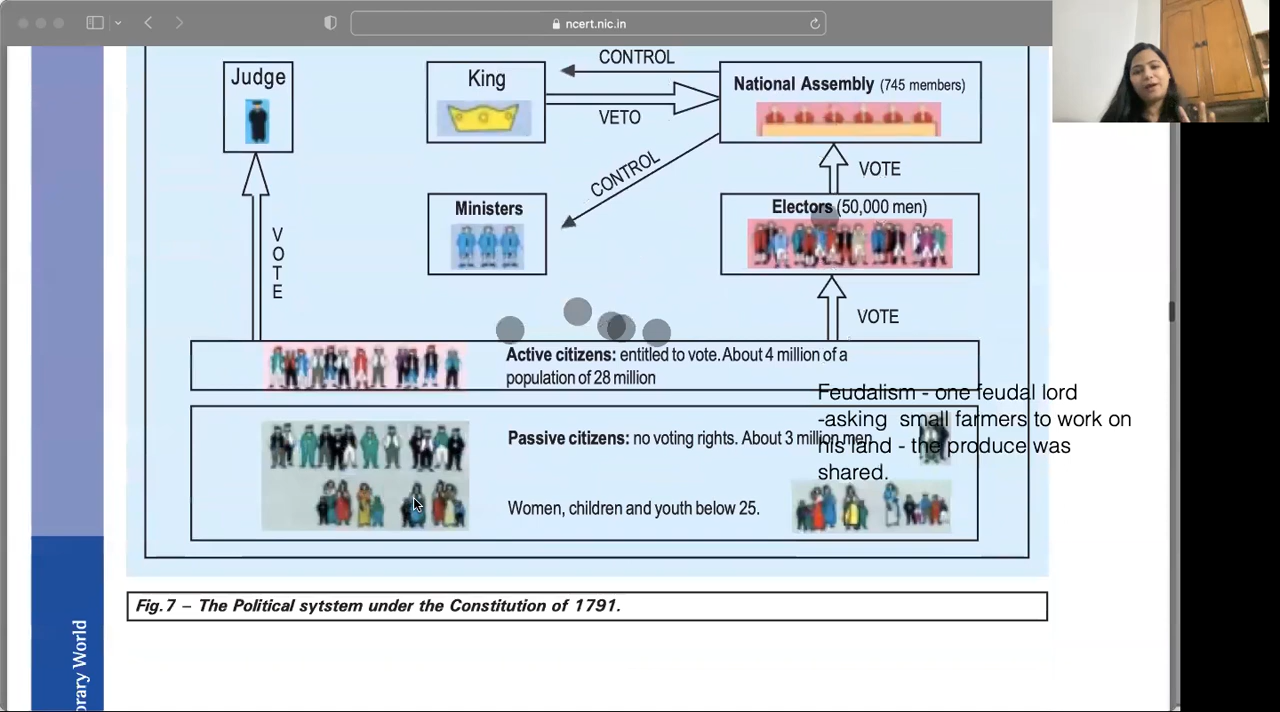 ncert.nic.in
Judge
King
CONTROL
VETO
National Assembly (745 members)
CONTROL
VOTE
Ministers
Electors (50,000 men)
VOTE
VOTE
Active citizens: entitled to vote.About 4 million of a
population of 28 million
Feudalism - one feudal lord
-asking small farmers to work on
his land - the produce was
shared.
Passive citizens: no voting rights. About 3 million men
Women, children and youth below 25.
Fig.7 – The Political sytstem under the Constitution of 1791.
orary World